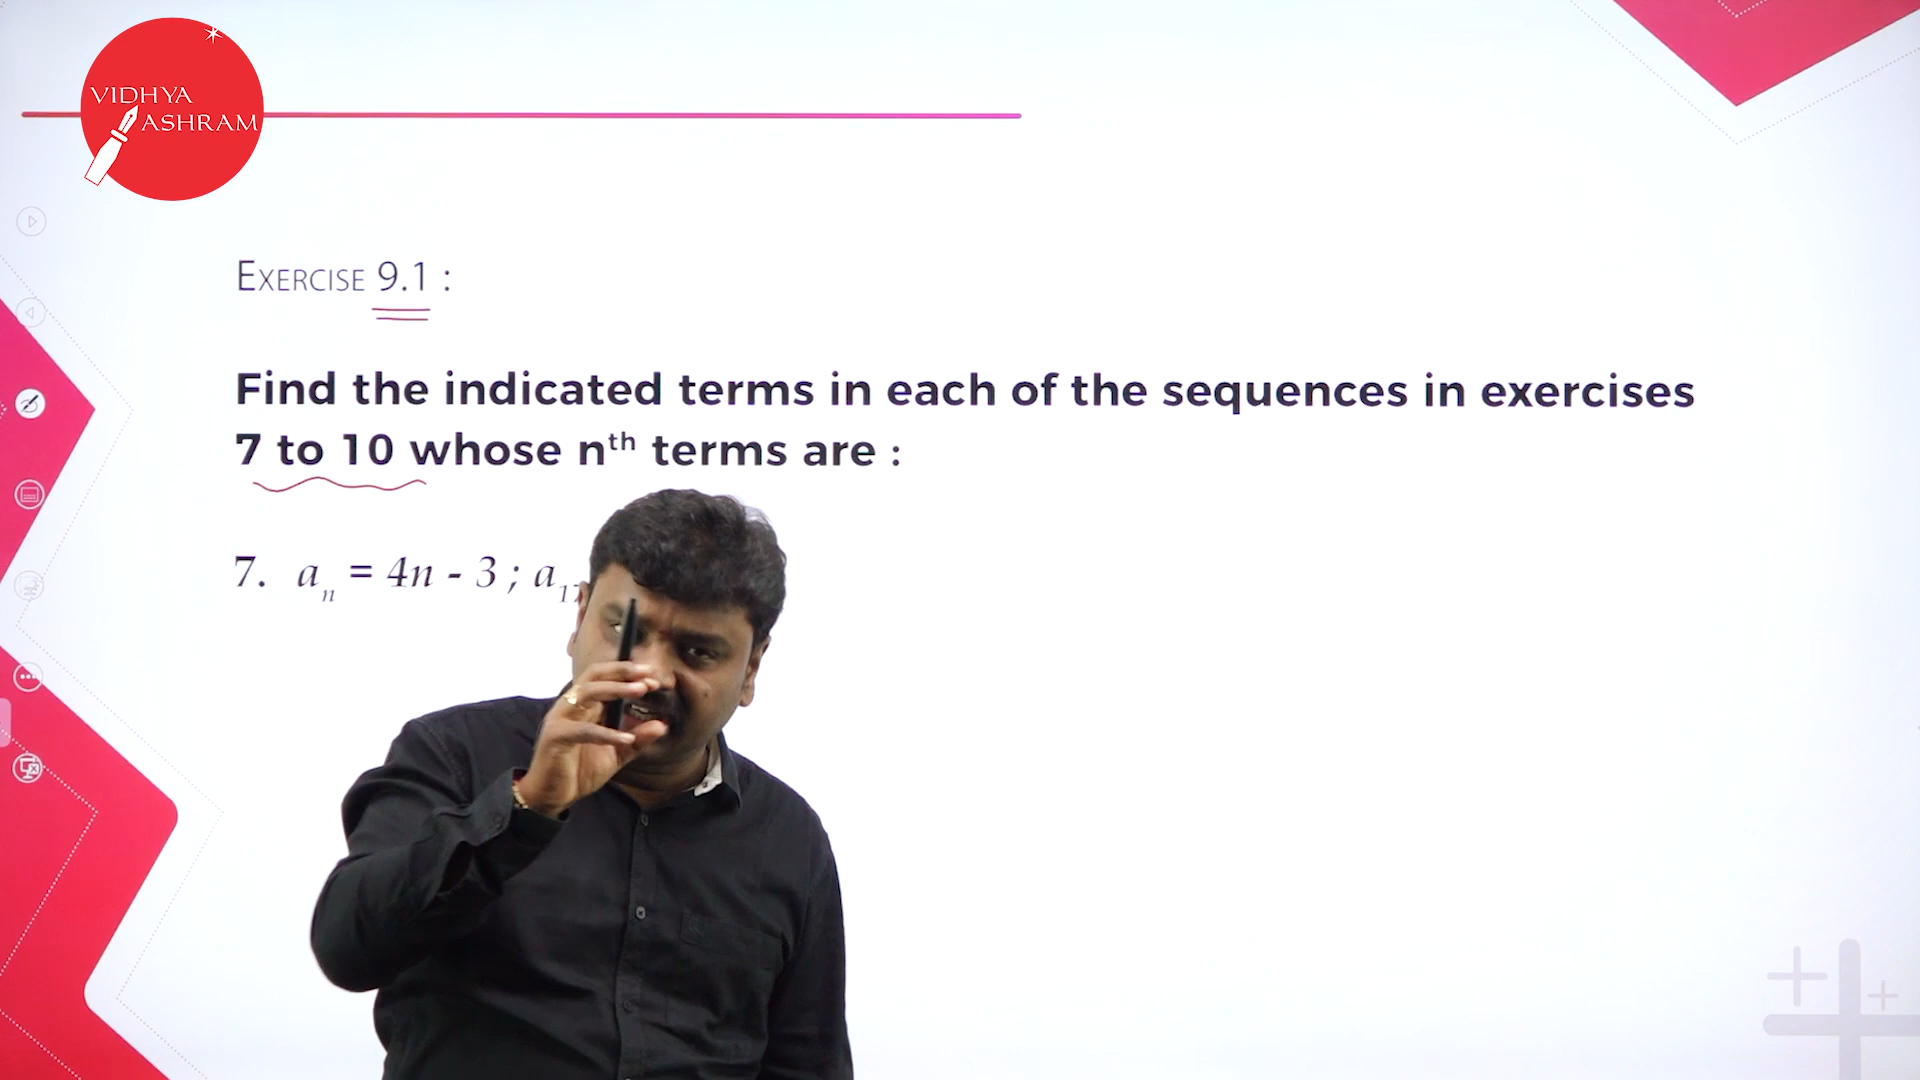 VIDHYA
ASHRAM
EXERCISE 9.1 :
Find the indicated terms in each of the sequences in exercises
7 to 10 whose nth terms are :
7. an = 4n - 3 ; a17